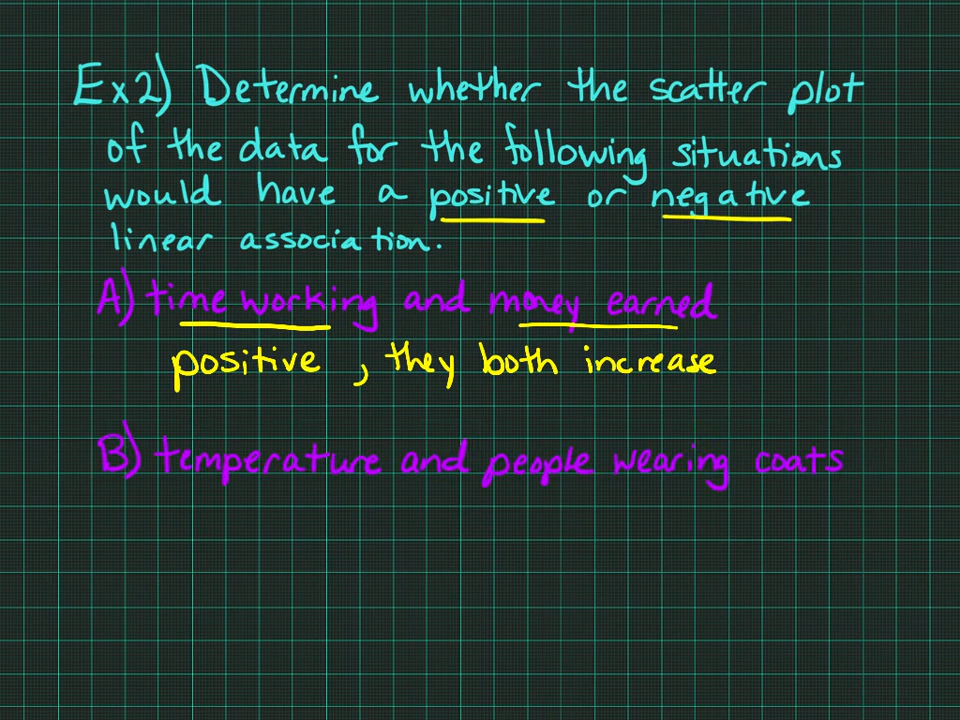 Ex2) Determine whether the scatter plot
of the data for the following situations
would have a positive or negative
linear association.
A) time working and money earned
positive, they both increase
B) temperature and people wearing coats